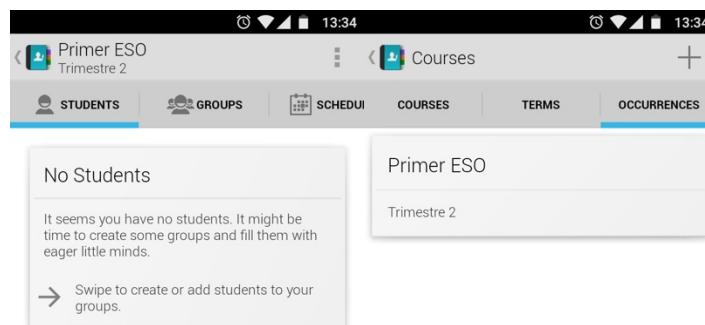 13:34
Primer ESO
Trimestre 2
STUDENTS GROUPS SCHEDUI
No Students
It seems you have no students. It might be
time to create some groups and fill them with
eager little minds.
Swipe to create or add students to your
groups.
13:34
Courses
COURSES TERMS OCCURRENCES
Primer ESO
Trimestre 2